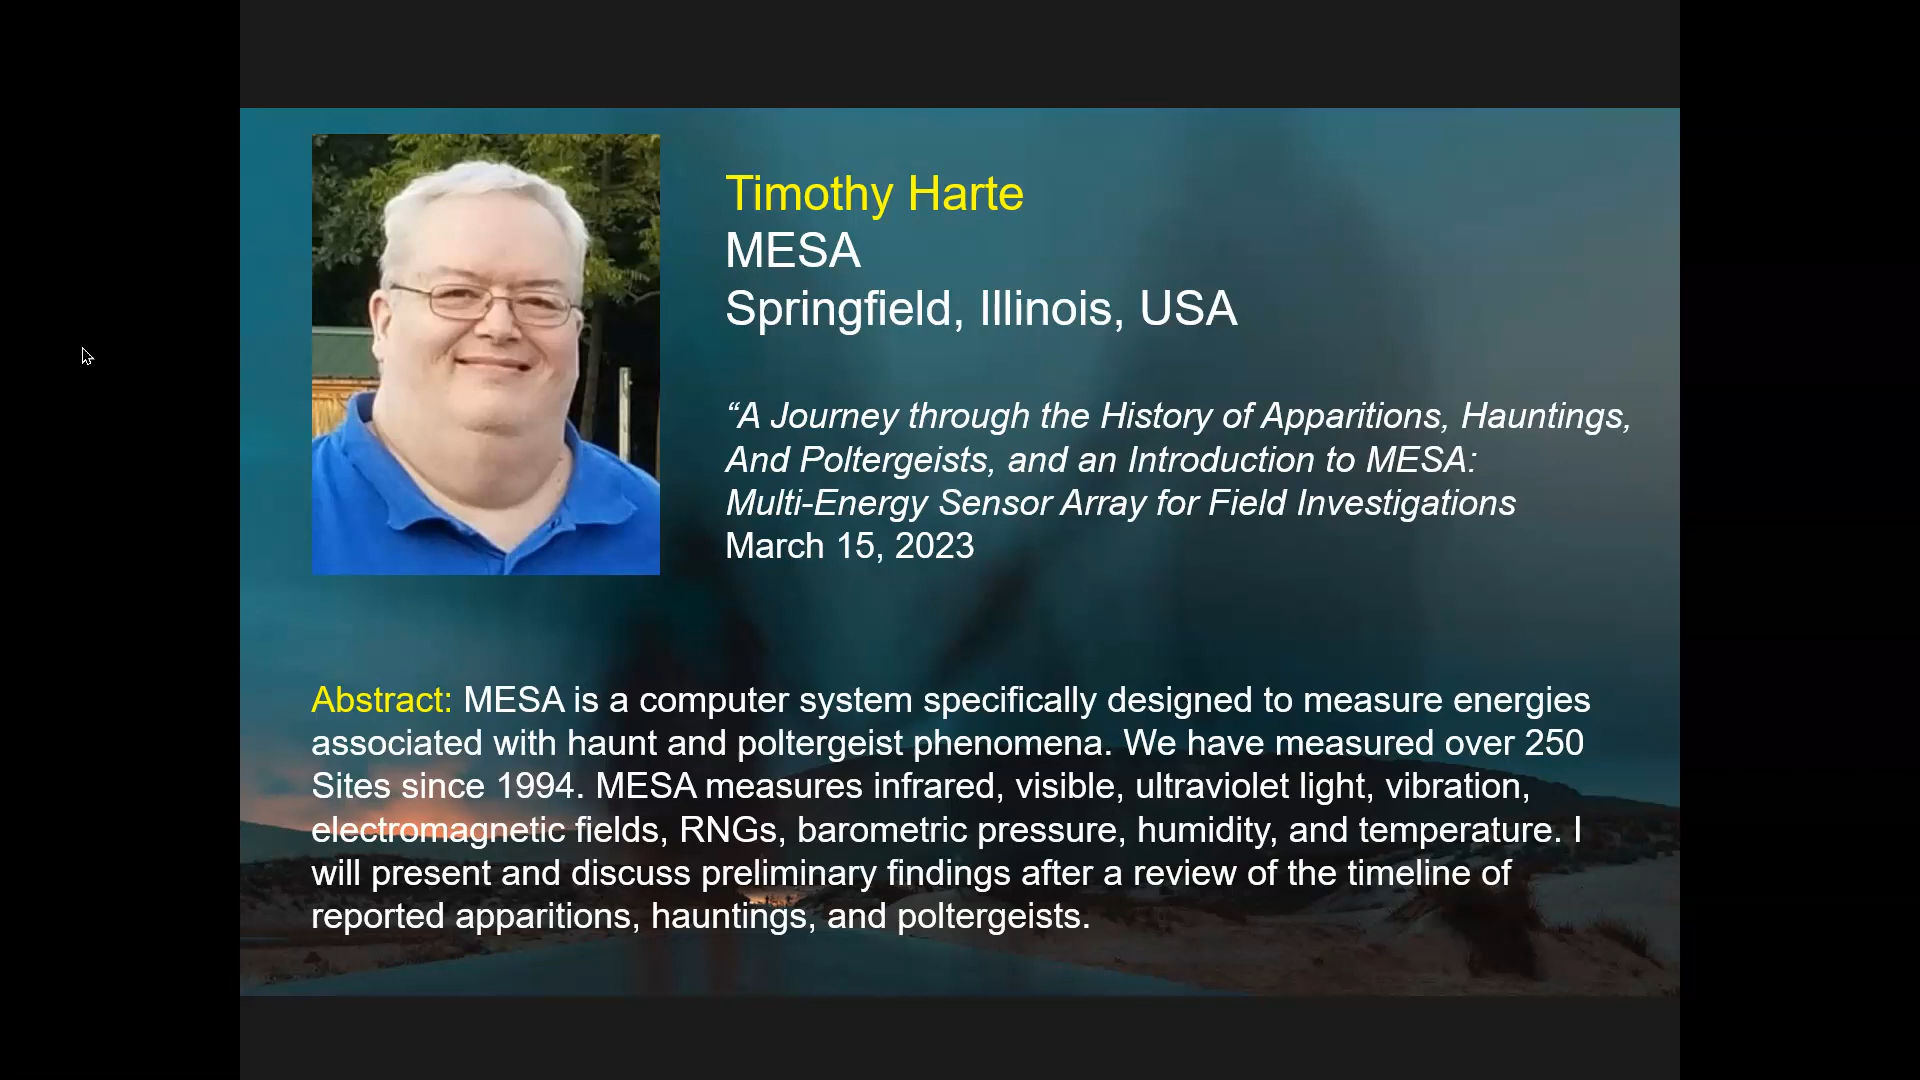 Timothy Harte
MESA
Springfield, Illinois, USA
“A Journey through the History of Apparitions, Hauntings,
And Poltergeists, and an Introduction to MESA:
Multi-Energy Sensor Array for Field Investigations
March 15, 2023
Abstract: MESA is a computer system specifically designed to measure energies
associated with haunt and poltergeist phenomena. We have measured over 250
Sites since 1994. MESA measures infrared, visible, ultraviolet light, vibration,
electromagnetic fields, RNGs, barometric pressure, humidity, and temperature. I
will present and discuss preliminary findings after a review of the timeline of
reported apparitions, hauntings, and poltergeists.